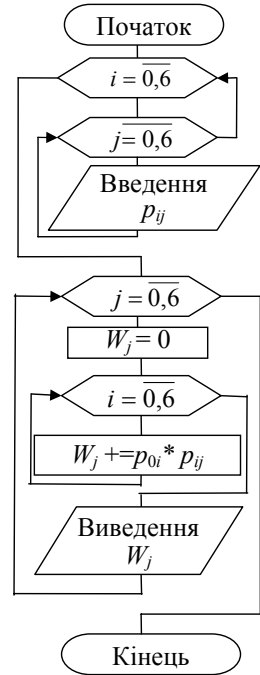 Початок
i = 0,6
j=0,6
Введення
pij
j = 0,6
Wj = 0
i = 0,6
Wj +=p0i* pij
Виведення
Wj
Кінець